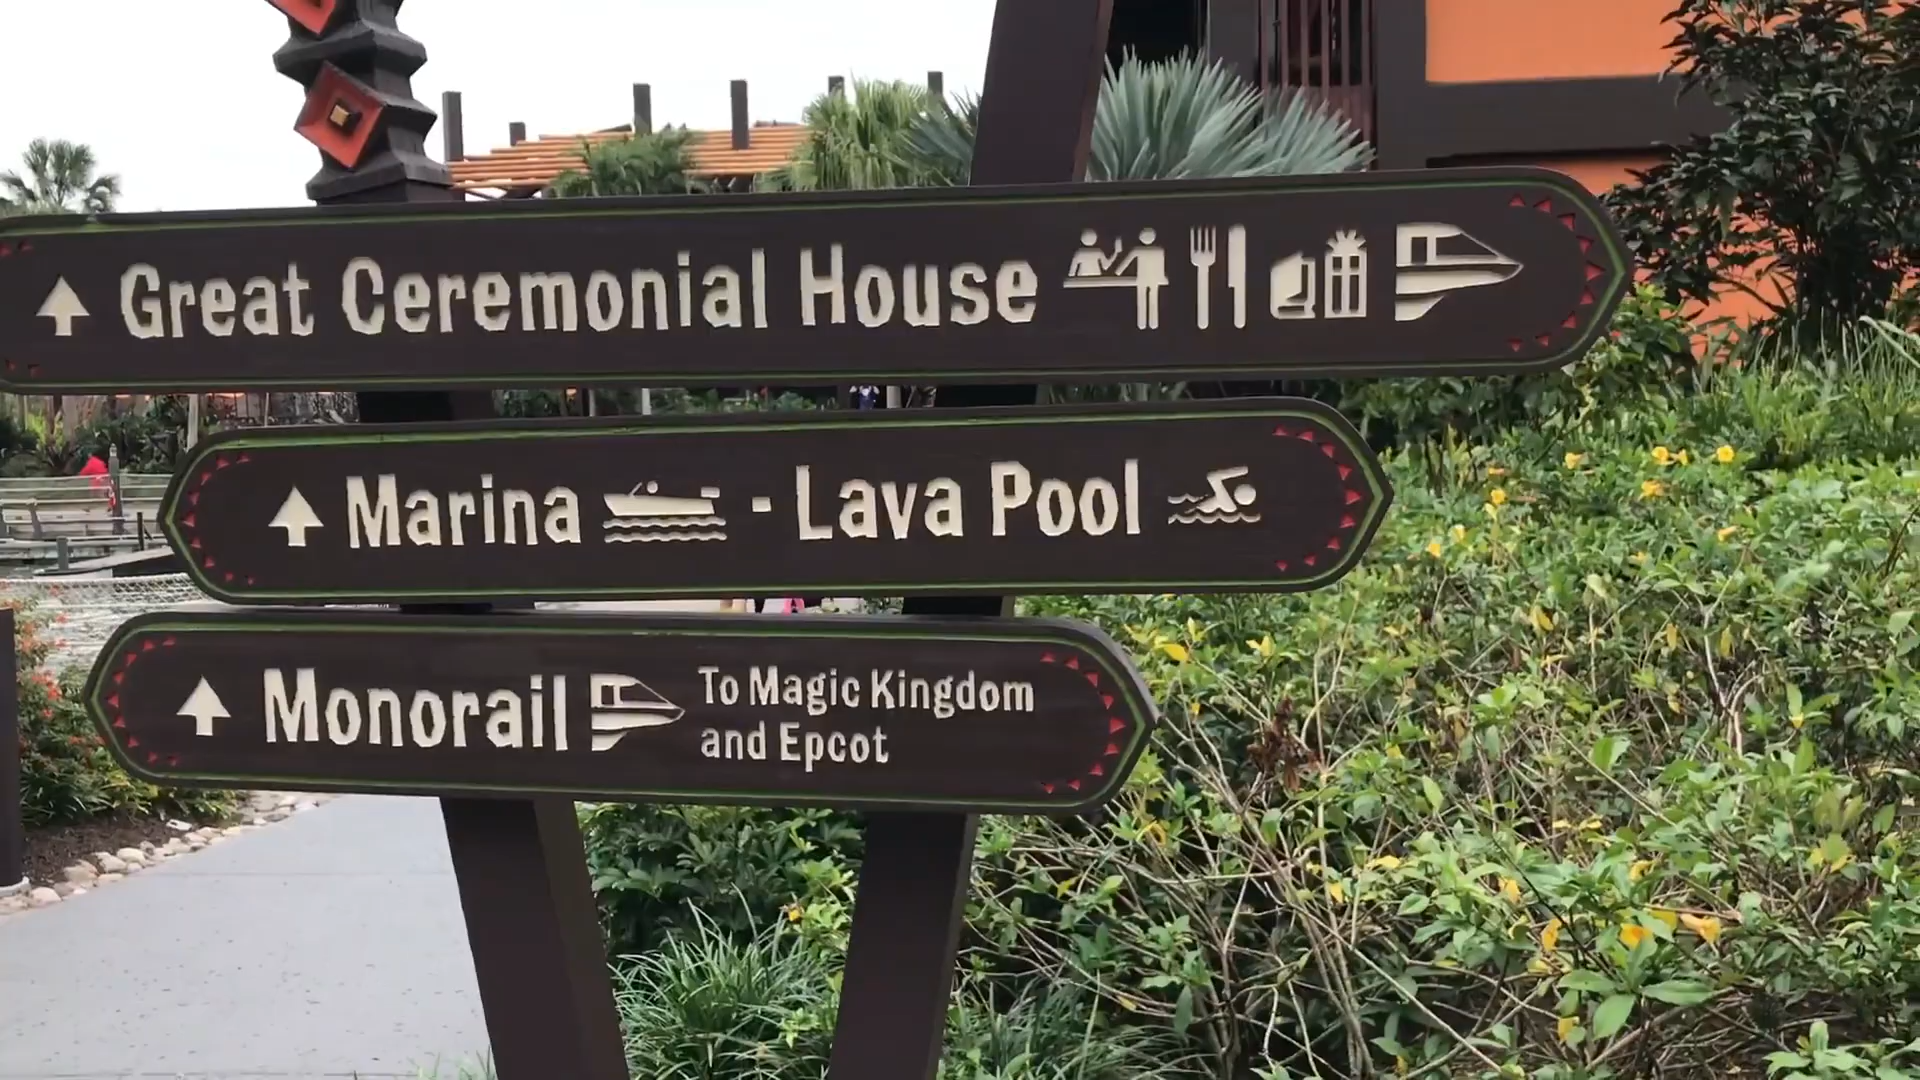 Great Ceremonial House
Marina - Lava Pool
Monorail To Magic Kingdom
and Epcot